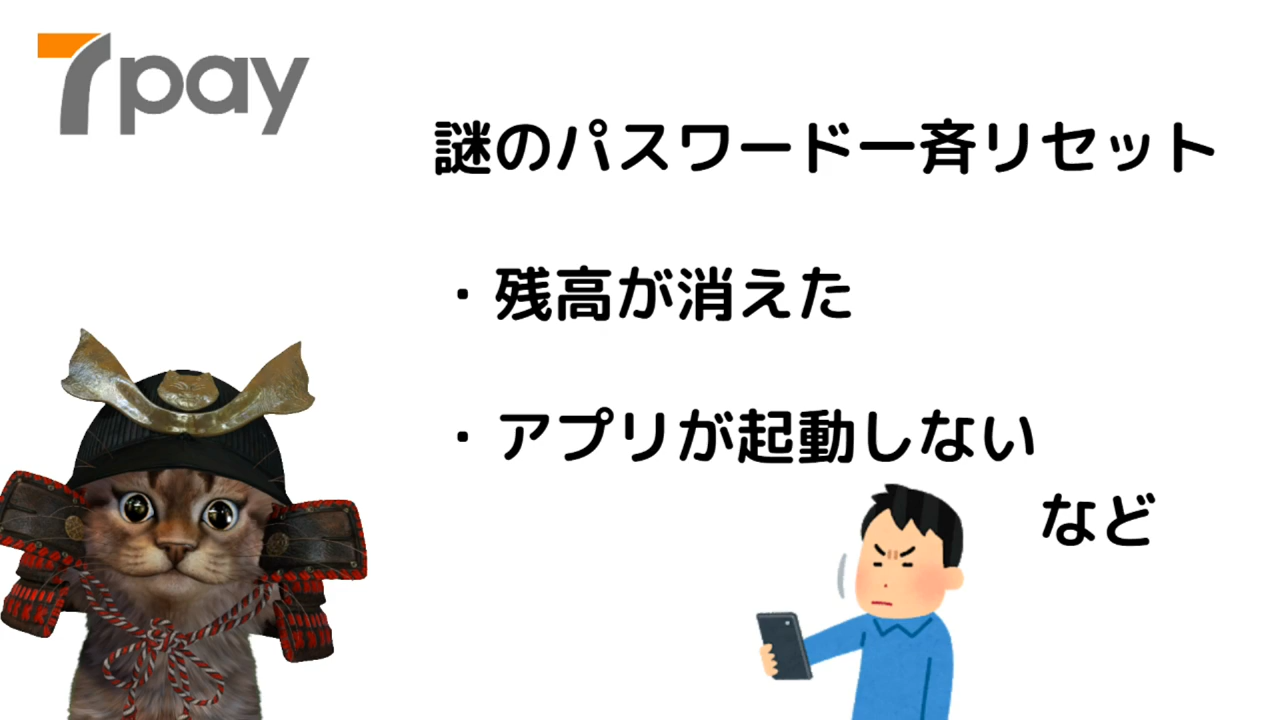 7pay
謎のパスワード一斉リセット
・残高が消えた
・アプリが起動しない
など